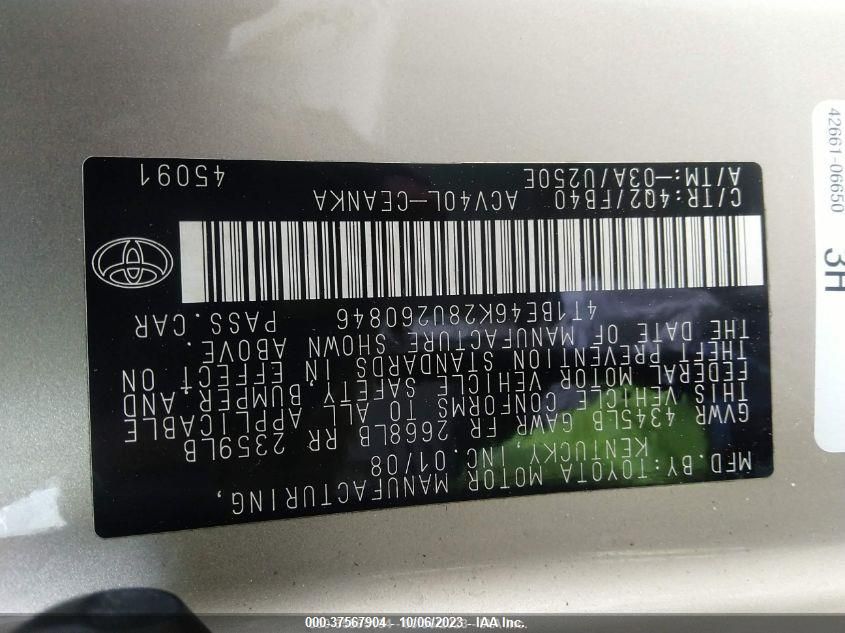 MFD.BY:TOYOTA MOTOR MANUFACTURING,
KENTUCKY, INC. 01/08
GVWR 4345LB GAWR FR 2668LB RR 2359LB
THIS VEHICLE CONFORMS TO ALL APPLICABLE
FEDERAL MOTOR VEHICLE SAFETY, BUMPER, AND
THEFT PREVENTION STANDARDS IN EFFECT ON
THE DATE OF MANUFACTURE SHOWN ABOVE.
4T1BE46K28U260846 PASS.CAR
C/TR:4Q2/FB40 ACV40L-CEANKA
A/TM:-03A/U250E 45091
42661-06650
3H
000-37567904 - 10/06/2023 - IAA Inc.